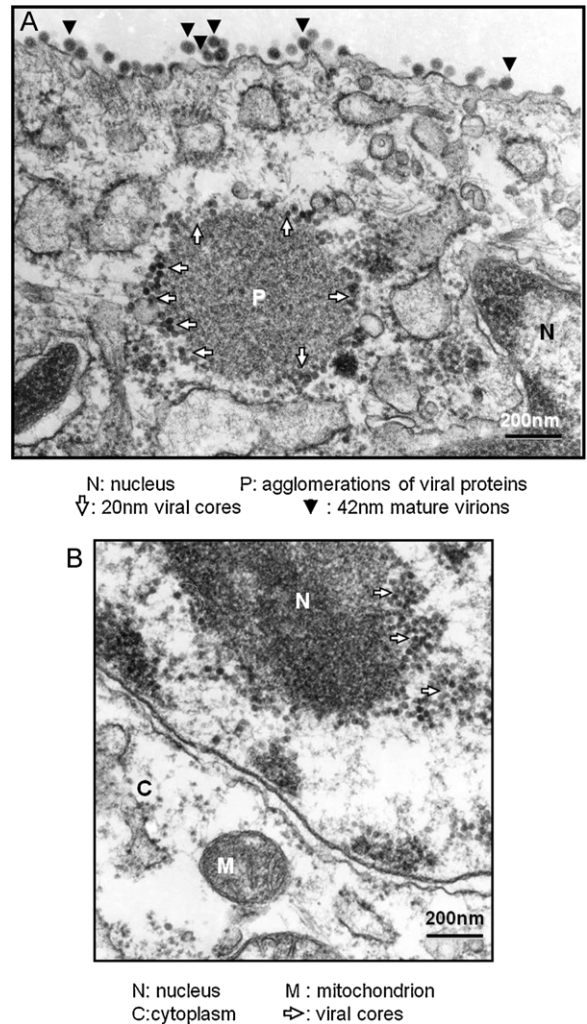 A
P
N
200nm
N: nucleus P: agglomerations of viral proteins
⇩: 20nm viral cores ▼: 42nm mature virions
B
N
C
M
200nm
N: nucleus M : mitochondrion
C:cytoplasm ⇨: viral cores